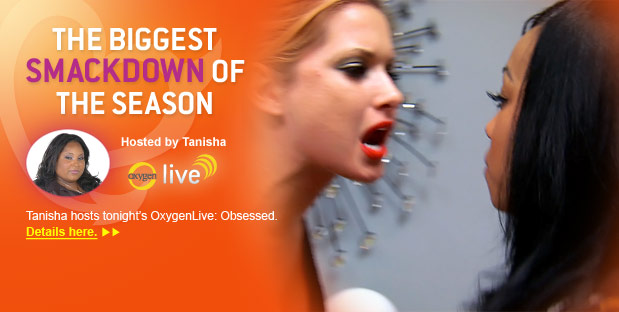 THE BIGGEST
SMACKDOWN OF
THE SEASON
Hosted by Tanisha
oxygen live
Tanisha hosts tonight's OxygenLive: Obsessed.
Details here.